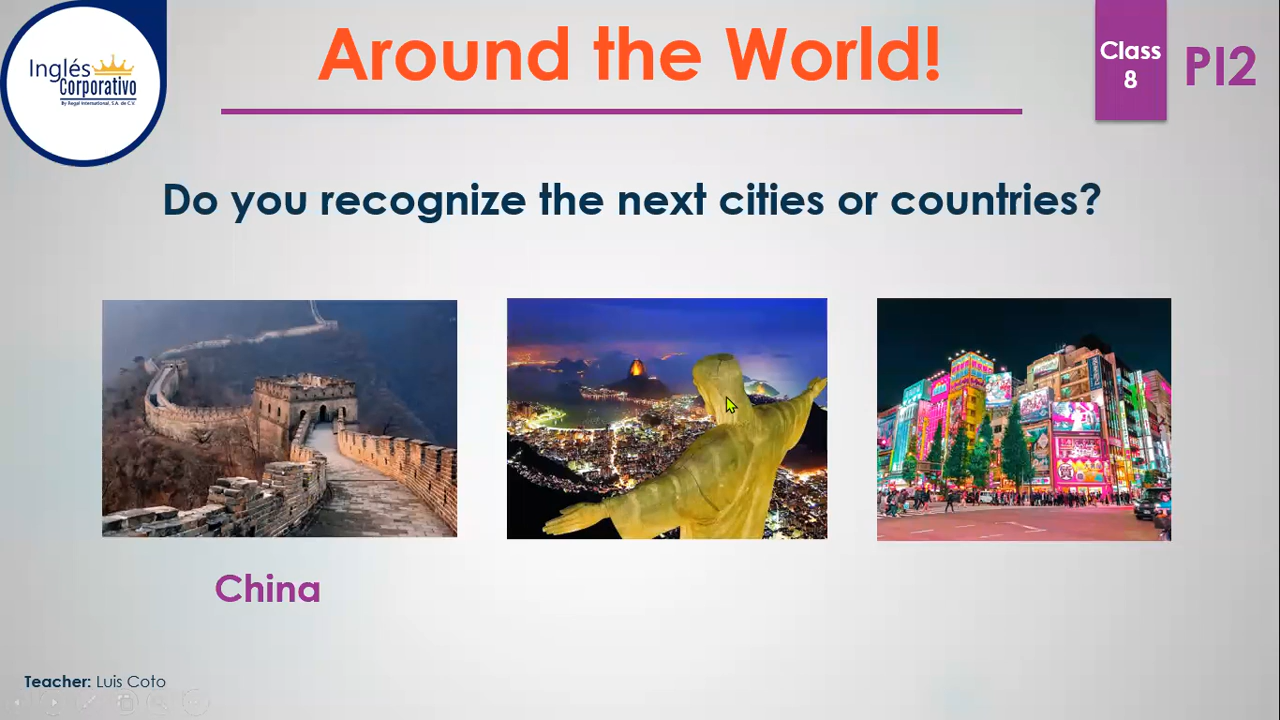 Around the World!
Class
8
PI2
Inglés
Corporativo
By Regal International, S.A. de C.V.
Do you recognize the next cities or countries?
China
Teacher: Luis Coto